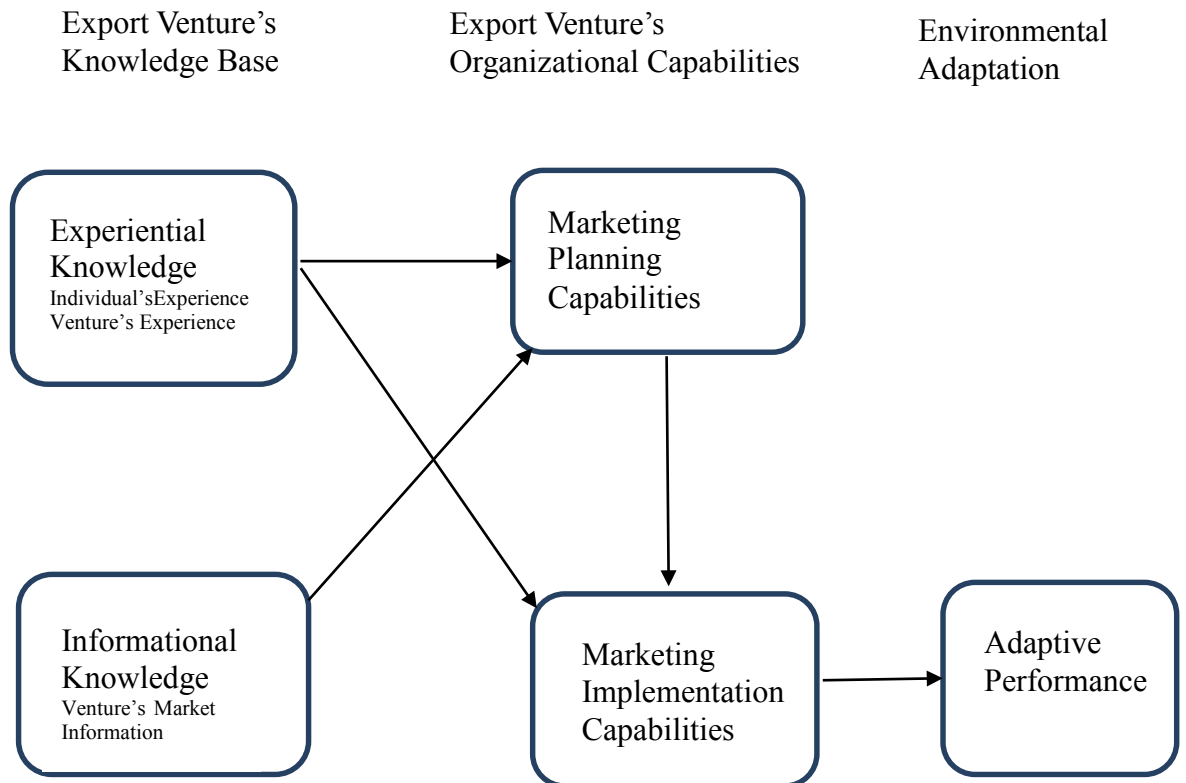 Export Venture’s
Knowledge Base
Export Venture’s
Organizational Capabilities
Environmental
Adaptation
Experiential
Knowledge
Individual’sExperience
Venture’s Experience
Marketing
Planning
Capabilities
Informational
Knowledge
Venture’s Market
Information
Marketing
Implementation
Capabilities
Adaptive
Performance